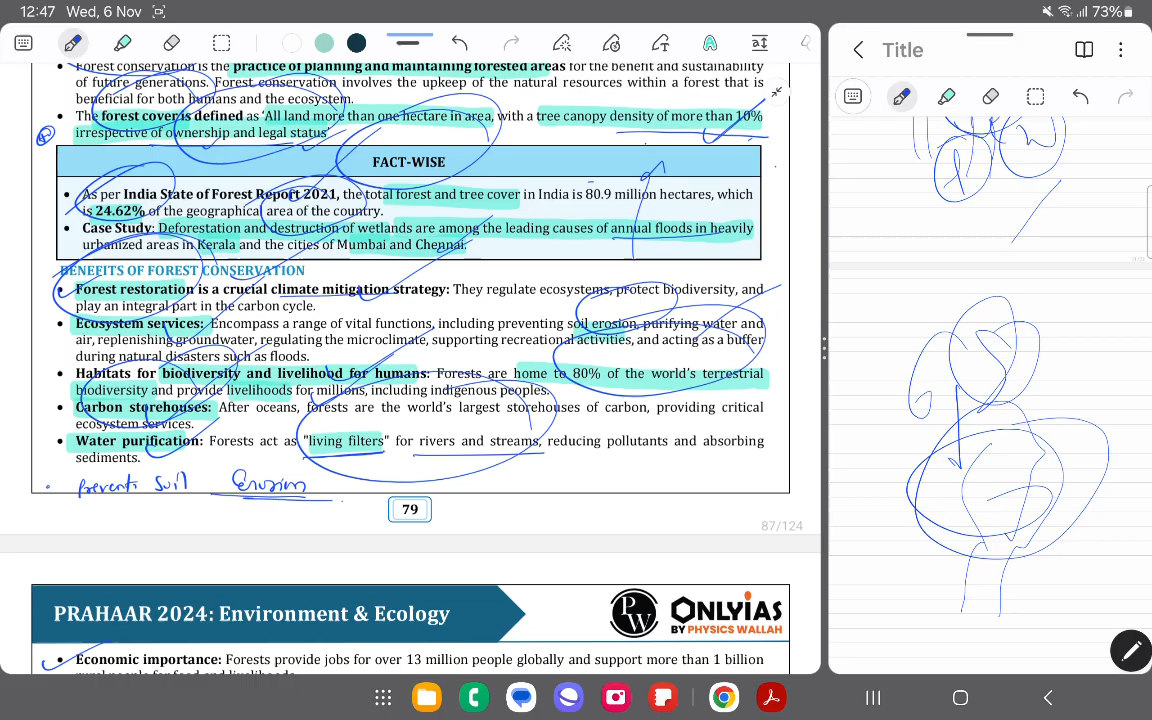 12:47 Wed, 6 Nov
73%
Forest conservation is the practice of planning and maintaining forested areas for the benefit and sustainability
of future generations. Forest conservation involves the upkeep of the natural resources within a forest that is
beneficial for both humans and the ecosystem.
• The forest cover is defined as 'All land more than one hectare in area, with a tree canopy density of more than 10%
irrespective of ownership and legal status'
FACT-WISE
• As per India State of Forest Report 2021, the total forest and tree cover in India is 80.9 million hectares, which
is 24.62% of the geographical area of the country.
• Case Study: Deforestation and destruction of wetlands are among the leading causes of annual floods in heavily
urbanized areas in Kerala and the cities of Mumbai and Chennai.
BENEFITS OF FOREST CONSERVATION
• Forest restoration is a crucial climate mitigation strategy: They regulate ecosystems, protect biodiversity, and
play an integral part in the carbon cycle.
• Ecosystem services: Encompass a range of vital functions, including preventing soil erosion, purifying water and
air, replenishing groundwater, regulating the microclimate, supporting recreational activities, and acting as a buffer
during natural disasters such as floods.
• Habitats for biodiversity and livelihood for humans: Forests are home to 80% of the world's terrestrial
biodiversity and provide livelihoods for millions, including indigenous peoples.
• Carbon storehouses: After oceans, forests are the world's largest storehouses of carbon, providing critical
ecosystem services.
• Water purification: Forests act as "living filters" for rivers and streams, reducing pollutants and absorbing
sediments.
• prevents soil Erosion
79
87/124
PRAHAAR 2024: Environment & Ecology
PW ONLYIAS
BY PHYSICS WALLAH
• Economic importance: Forests provide jobs for over 13 million people globally and support more than 1 billion
Title